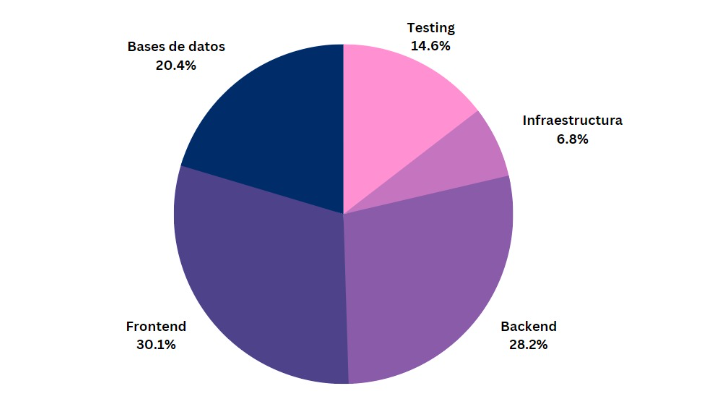 Testing
14.6%
Bases de datos
20.4%
Infraestructura
6.8%
Frontend
30.1%
Backend
28.2%